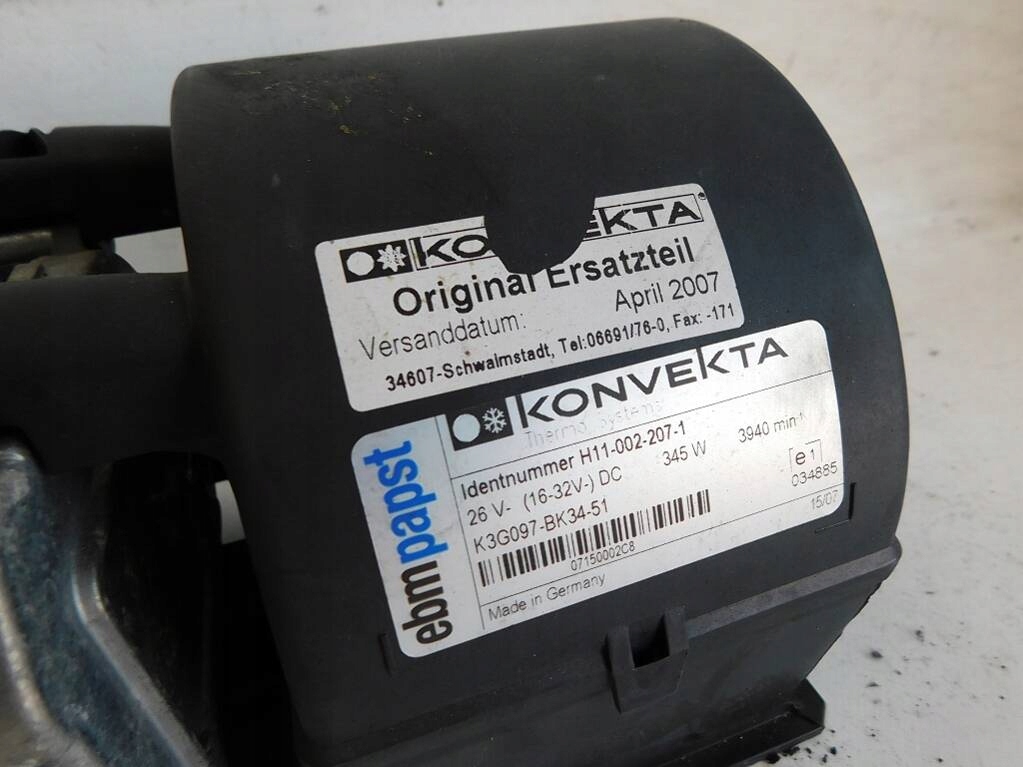 KONVEKTA
Original Ersatzteil
Versanddatum: April 2007
34607-Schwalmstadt, Tel:06691/76-0, Fax: -171
ebmpapst
KONVEKTA
Thermo Systems
Identnummer H11-002-207-1
26 V- (16-32V-) DC 345 W 3940 min-1
K3G097-BK34-51
e1
034885
07150002C8
15/07
Made in Germany